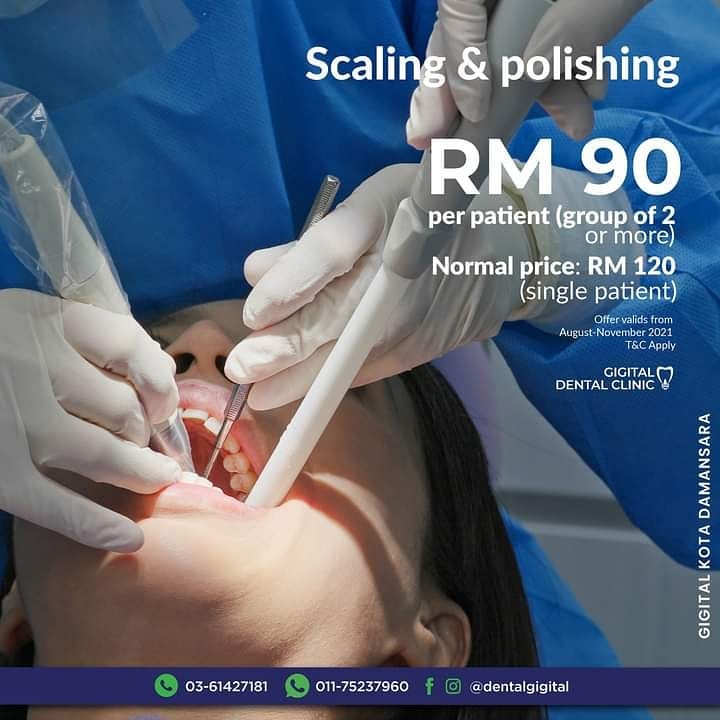 Scaling & polishing
RM 90
per patient (group of 2
or more)
Normal price: RM 120
(single patient)
Offer valids from
August-November 2021
T&C Apply
GIGITAL
DENTAL CLINIC
GIGITAL KOTA DAMANSARA
03-61427181 011-75237960 @dentalgigital